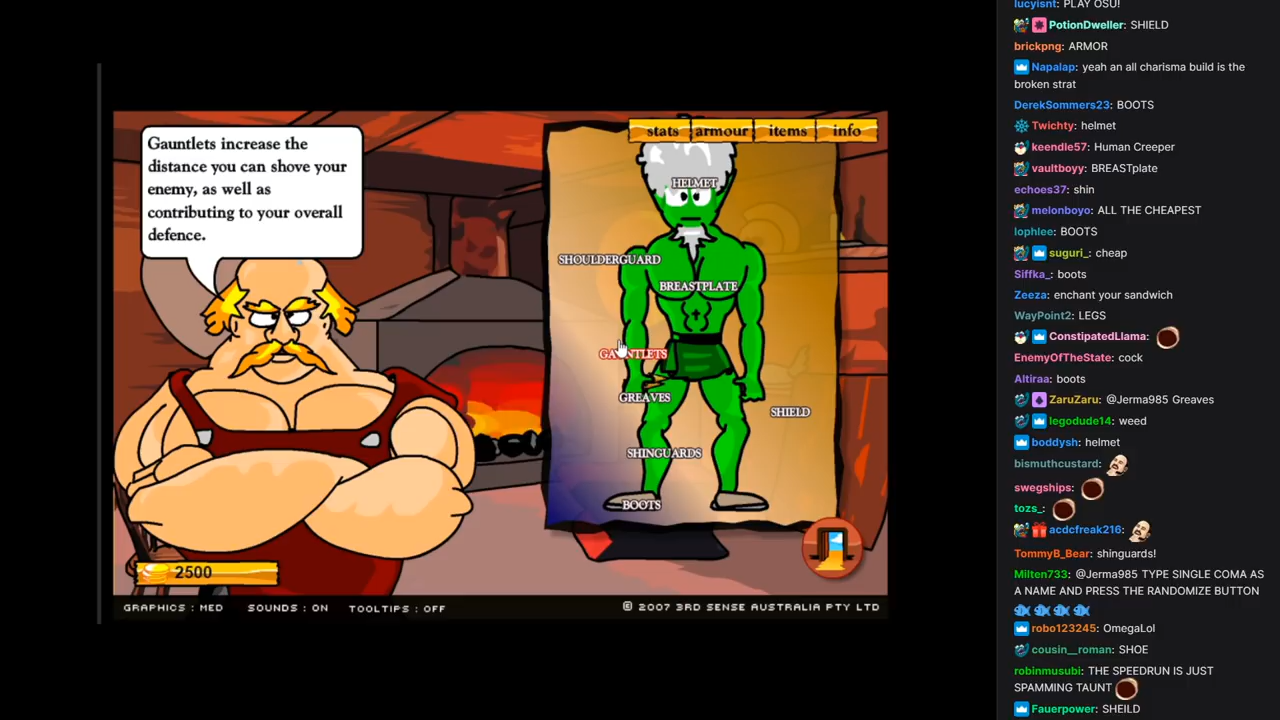 Gauntlets increase the
distance you can shove your
enemy, as well as
contributing to your overall
defence.
stats armour items info
HELMET
SHOULDERGUARD
BREASTPLATE
GAUNTLETS
GREAVES
SHIELD
SHINGUARDS
BOOTS
2500
GRAPHICS : MED SOUNDS : ON TOOLTIPS : OFF
© 2007 3RD SENSE AUSTRALIA PTY LTD
lucyisnt: PLAY OSU!
PotionDweller: SHIELD
brickpng: ARMOR
Napalap: yeah an all charisma build is the
broken strat
DerekSommers23: BOOTS
Twichty: helmet
keendle57: Human Creeper
vaultboyy: BREASTplate
echoes37: shin
melonboyo: ALL THE CHEAPEST
lophlee: BOOTS
suguri_: cheap
Siffka_: boots
Zeeza: enchant your sandwich
WayPoint2: LEGS
ConstipatedLlama:
EnemyOfTheState: cock
Altiraa: boots
ZaruZaru: @Jerma985 Greaves
legodude14: weed
boddysh: helmet
bismuthcustard:
swegships:
tozs_:
acdcfreak216:
TommyB_Bear: shinguards!
Milten733: @Jerma985 TYPE SINGLE COMA AS
A NAME AND PRESS THE RANDOMIZE BUTTON
robo123245: OmegaLol
cousin__roman: SHOE
robinmusubi: THE SPEEDRUN IS JUST
SPAMMING TAUNT
Fauerpower: SHEILD